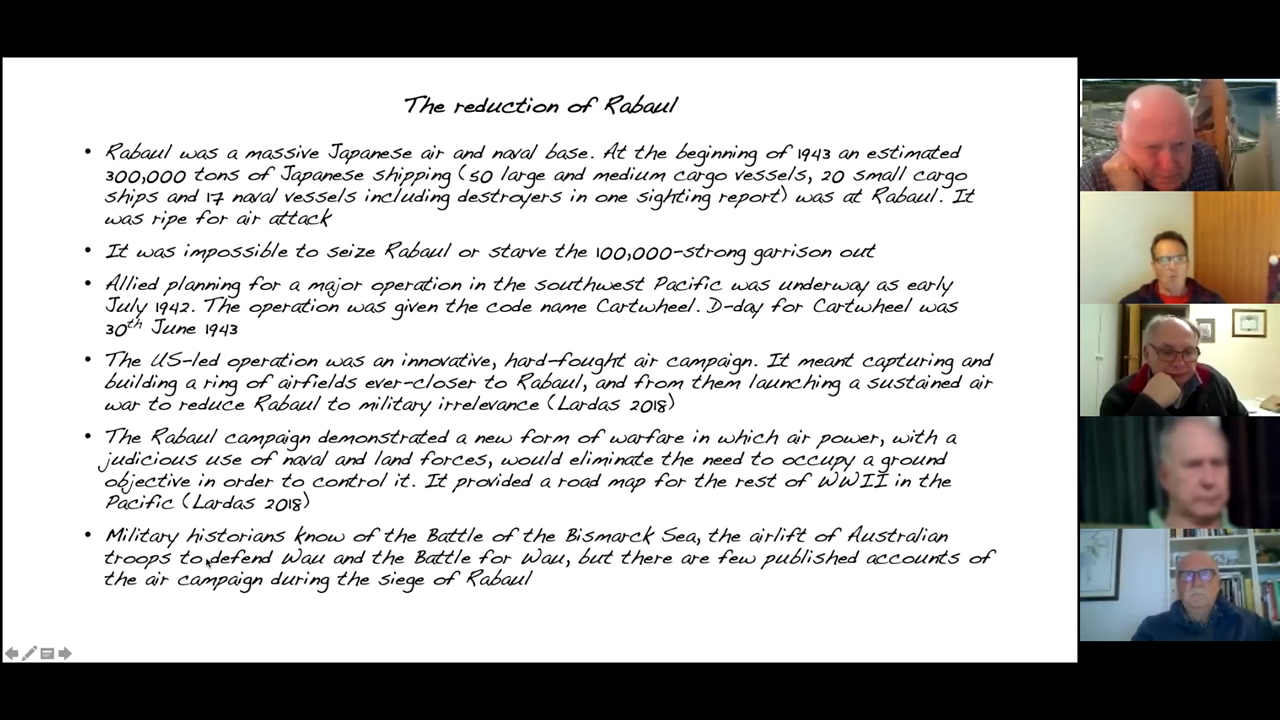 The reduction of Rabaul
• Rabaul was a massive Japanese air and naval base. At the beginning of 1943 an estimated
300,000 tons of Japanese shipping (50 large and medium cargo vessels, 20 small cargo
ships and 17 naval vessels including destroyers in one sighting report) was at Rabaul. It
was ripe for air attack
• It was impossible to seize Rabaul or starve the 100,000-strong garrison out
• Allied planning for a major operation in the southwest Pacific was underway as early
July 1942. The operation was given the code name Cartwheel. D-day for Cartwheel was
30th June 1943
• The US-led operation was an innovative, hard-fought air campaign. It meant capturing and
building a ring of airfields ever-closer to Rabaul, and from them launching a sustained air
war to reduce Rabaul to military irrelevance (Lardas 2018)
• The Rabaul campaign demonstrated a new form of warfare in which air power, with a
judicious use of naval and land forces, would eliminate the need to occupy a ground
objective in order to control it. It provided a road map for the rest of WWII in the
Pacific (Lardas 2018)
• Military historians know of the Battle of the Bismarck Sea, the airlift of Australian
troops to defend Wau and the Battle for Wau, but there are few published accounts of
the air campaign during the siege of Rabaul